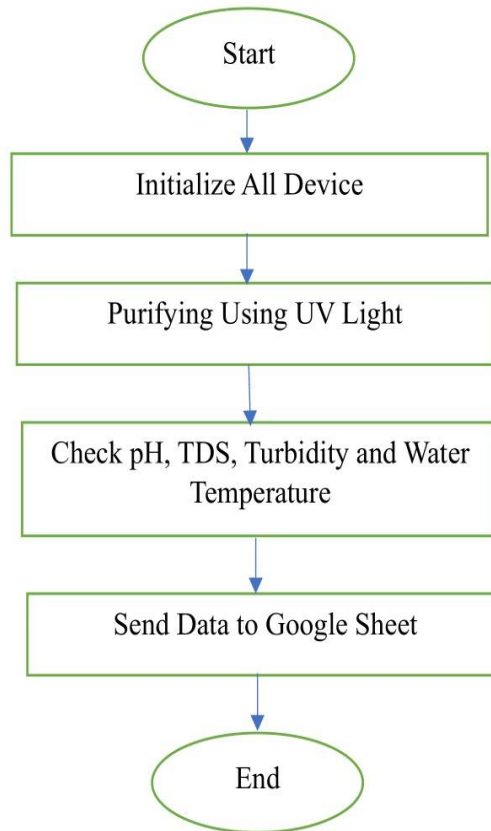 Start
Initialize All Device
Purifying Using UV Light
Check pH, TDS, Turbidity and Water
Temperature
Send Data to Google Sheet
End